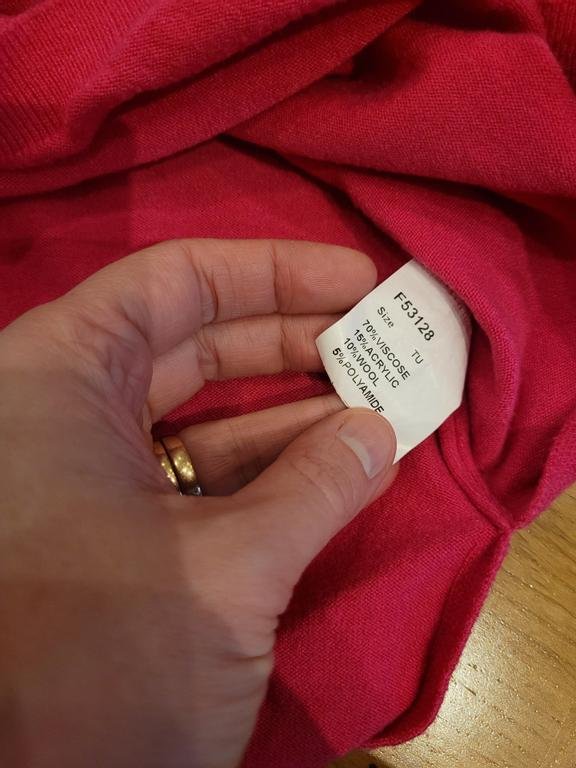 F53128
Size TU
70%VISCOSE
15%ACRYLIC
10%WOOL
5%POLYAMIDE